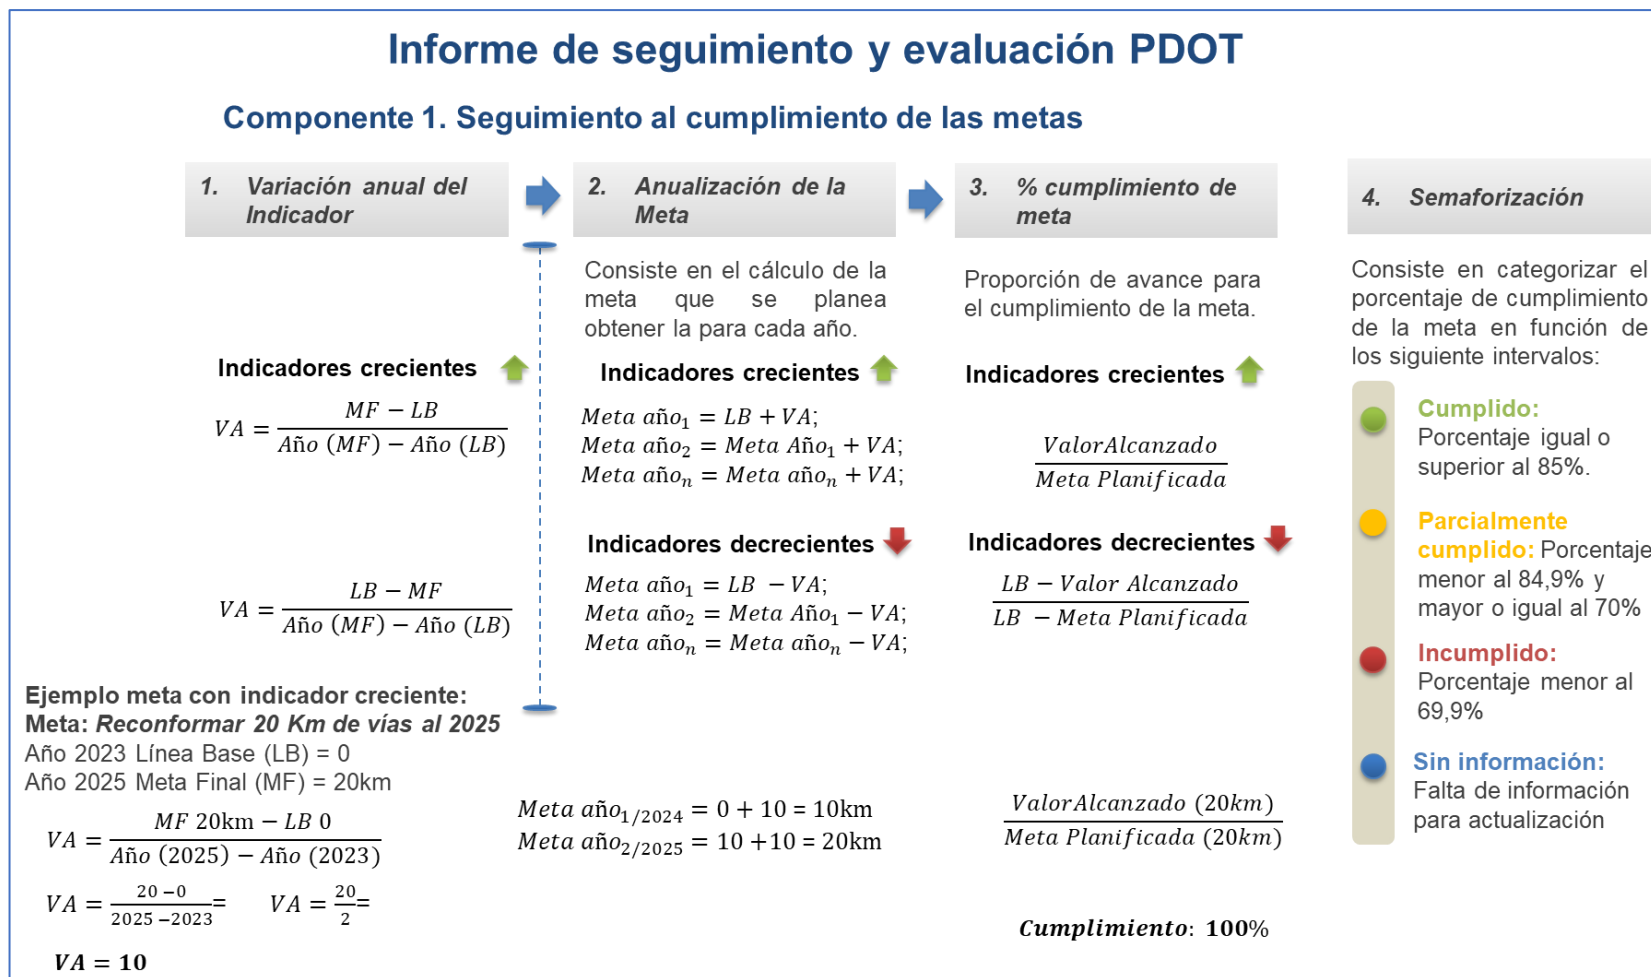 Informe de seguimiento y evaluación PDOT
Componente 1. Seguimiento al cumplimiento de las metas
1. Variación anual del
Indicador
2. Anualización de la
Meta
3. % cumplimiento de
meta
4. Semaforización
Indicadores crecientes
VA = (MF − LB) / (Año (MF) − Año (LB))
VA = (LB − MF) / (Año (MF) − Año (LB))
Consiste en el cálculo de la
meta que se planea
obtener la para cada año.
Indicadores crecientes
Meta año₁ = LB + VA;
Meta año₂ = Meta Año₁ + VA;
Meta añoₙ = Meta añoₙ + VA;
Indicadores decrecientes
Meta año₁ = LB − VA;
Meta año₂ = Meta Año₁ − VA;
Meta añoₙ = Meta añoₙ − VA;
Proporción de avance para
el cumplimiento de la meta.
Indicadores crecientes
ValorAlcanzado
Meta Planificada
Indicadores decrecientes
LB − Valor Alcanzado
LB − Meta Planificada
Consiste en categorizar el
porcentaje de cumplimiento
de la meta en función de
los siguiente intervalos:
Cumplido:
Porcentaje igual o
superior al 85%.
Parcialmente
cumplido: Porcentaje
menor al 84,9% y
mayor o igual al 70%
Incumplido:
Porcentaje menor al
69,9%
Sin información:
Falta de información
para actualización
Ejemplo meta con indicador creciente:
Meta: Reconformar 20 Km de vías al 2025
Año 2023 Línea Base (LB) = 0
Año 2025 Meta Final (MF) = 20km
VA = (MF 20km − LB 0) / (Año (2025) − Año (2023))
VA = (20 −0) / (2025 −2023)= VA = 20/2=
VA = 10
Meta año₁/₂₀₂₄ = 0 + 10 = 10km
Meta año₂/₂₀₂₅ = 10 +10 = 20km
ValorAlcanzado (20km)
Meta Planificada (20km)
Cumplimiento: 100%